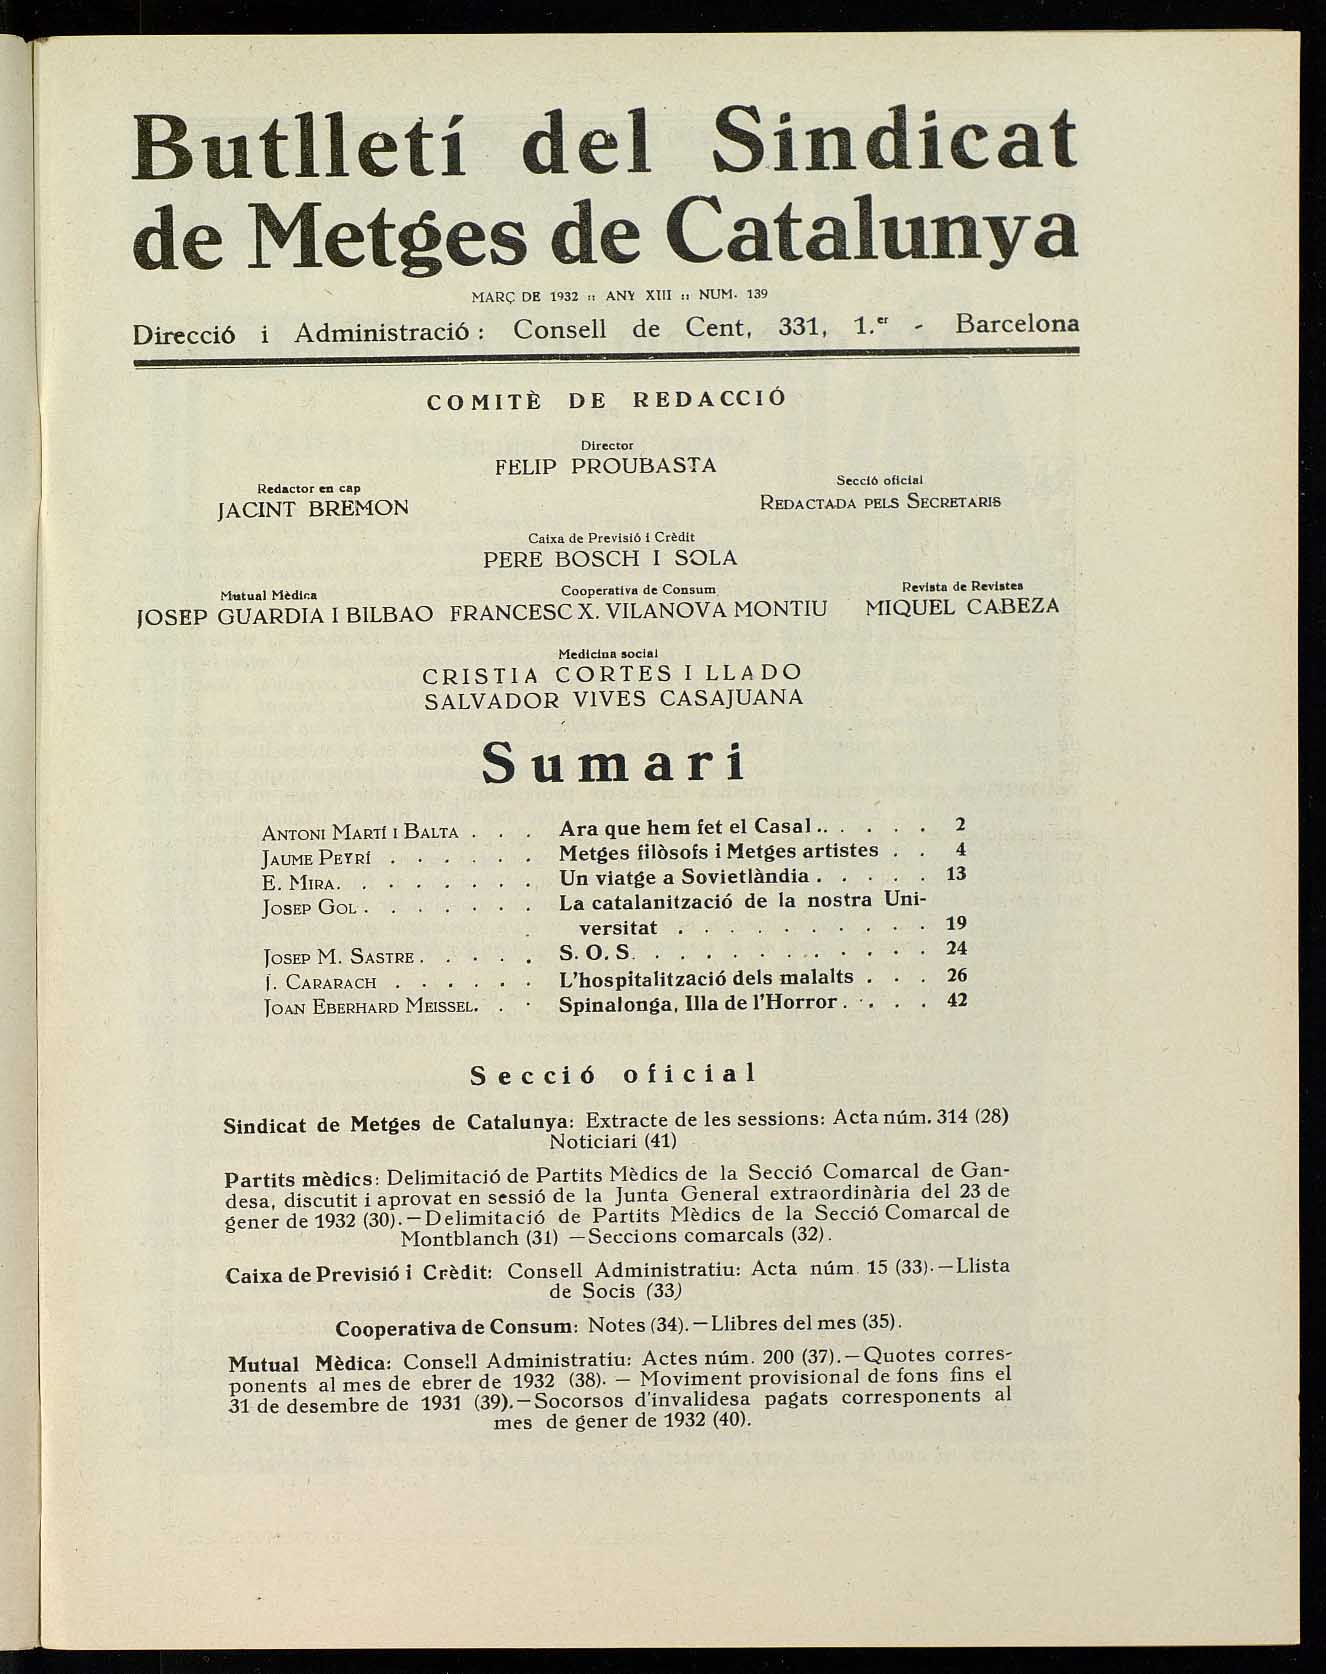 Butlletí del Sindicat
de Metges de Catalunya
MARÇ DE 1932 :: ANY XIII :: NUM. 139
Direcció i Administració : Consell de Cent, 331, 1.er - Barcelona
COMITÈ DE REDACCIÓ
Director
FELIP PROUBASTA
Redactor en cap
JACINT BREMON
Secció oficial
REDACTADA PELS SECRETARIS
Caixa de Previsió i Crèdit
PERE BOSCH I SOLA
Mutual Mèdica
JOSEP GUARDIA I BILBAO
Cooperativa de Consum
FRANCESC X. VILANOVA MONTIU
Revista de Revistes
MIQUEL CABEZA
Medicina social
CRISTIA CORTES I LLADO
SALVADOR VIVES CASAJUANA
Sumari
ANTONI MARTÍ I BALTA . . . Ara que hem fet el Casal .. . . . . 2
JAUME PEYRÍ . . . . . . Metges filòsofs i Metges artistes . . 4
E. MIRA. . . . . . . . Un viatge a Sovietlàndia . . . . . 13
JOSEP GOL . . . . . . . La catalanització de la nostra Uni-
versitat . . . . . . . . . . 19
JOSEP M. SASTRE . . . . . S. O. S. . . . . . . . . . . . 24
J. CARARACH . . . . . . L'hospitalització dels malalts . . . 26
JOAN EBERHARD MEISSEL. . . Spinalonga, Illa de l'Horror . . . . 42
Secció oficial
Sindicat de Metges de Catalunya: Extracte de les sessions: Acta núm. 314 (28)
Noticiari (41)
Partits mèdics: Delimitació de Partits Mèdics de la Secció Comarcal de Gan-
desa, discutit i aprovat en sessió de la Junta General extraordinària del 23 de
gener de 1932 (30).—Delimitació de Partits Mèdics de la Secció Comarcal de
Montblanch (31) —Seccions comarcals (32).
Caixa de Previsió i Crèdit: Consell Administratiu: Acta núm. 15 (33).—Llista
de Socis (33)
Cooperativa de Consum: Notes (34).—Llibres del mes (35).
Mutual Mèdica: Consell Administratiu: Actes núm. 200 (37).—Quotes corres-
ponents al mes de ebrer de 1932 (38). — Moviment provisional de fons fins el
31 de desembre de 1931 (39).—Socorsos d'invalidesa pagats corresponents al
mes de gener de 1932 (40).